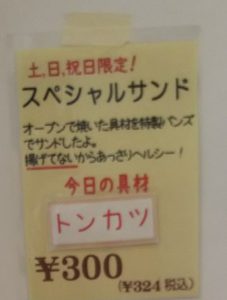 土,日,祝日限定!
スペシャルサンド
オーブンで焼いた具材を特製バンズ
でサンドしたよ。
揚げてないからあっさりヘルシー!
今日の具材
トンカツ
¥300
(¥324税込)